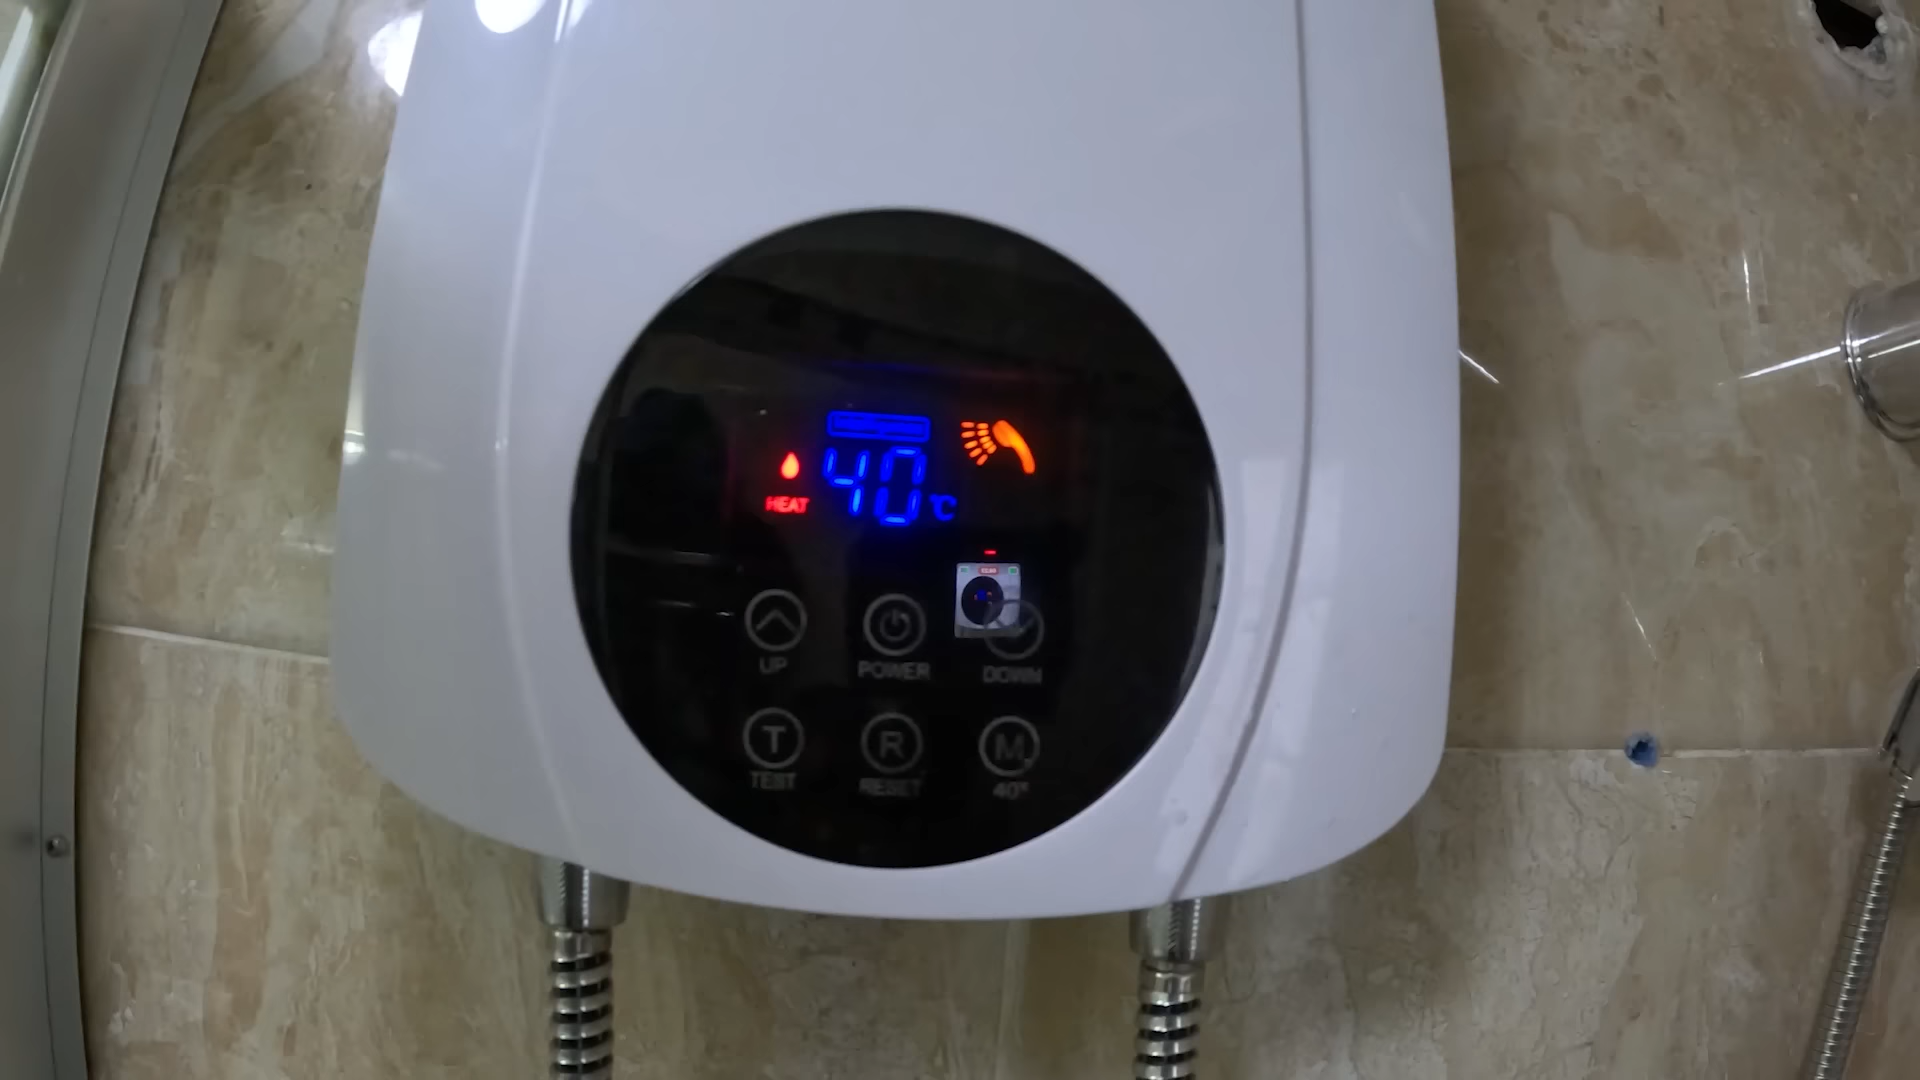 40 °C
HEAT
UP POWER DOWN
T R M
TEST RESET 40°